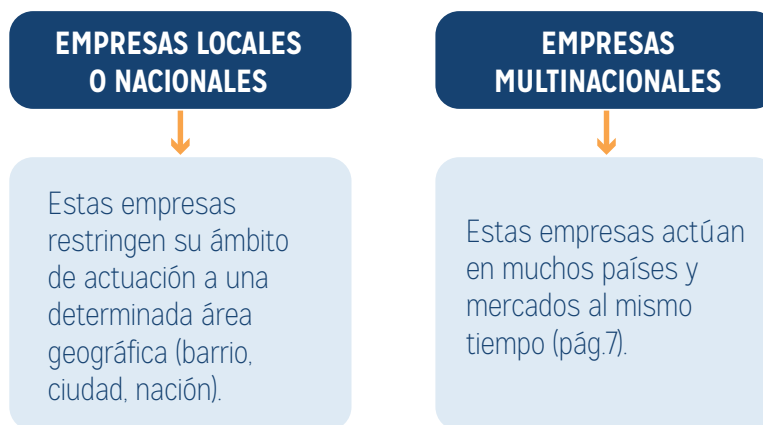 EMPRESAS LOCALES
O NACIONALES
Estas empresas
restringen su ámbito
de actuación a una
determinada área
geográfica (barrio,
ciudad, nación).
EMPRESAS
MULTINACIONALES
Estas empresas actúan
en muchos países y
mercados al mismo
tiempo (pág.7).